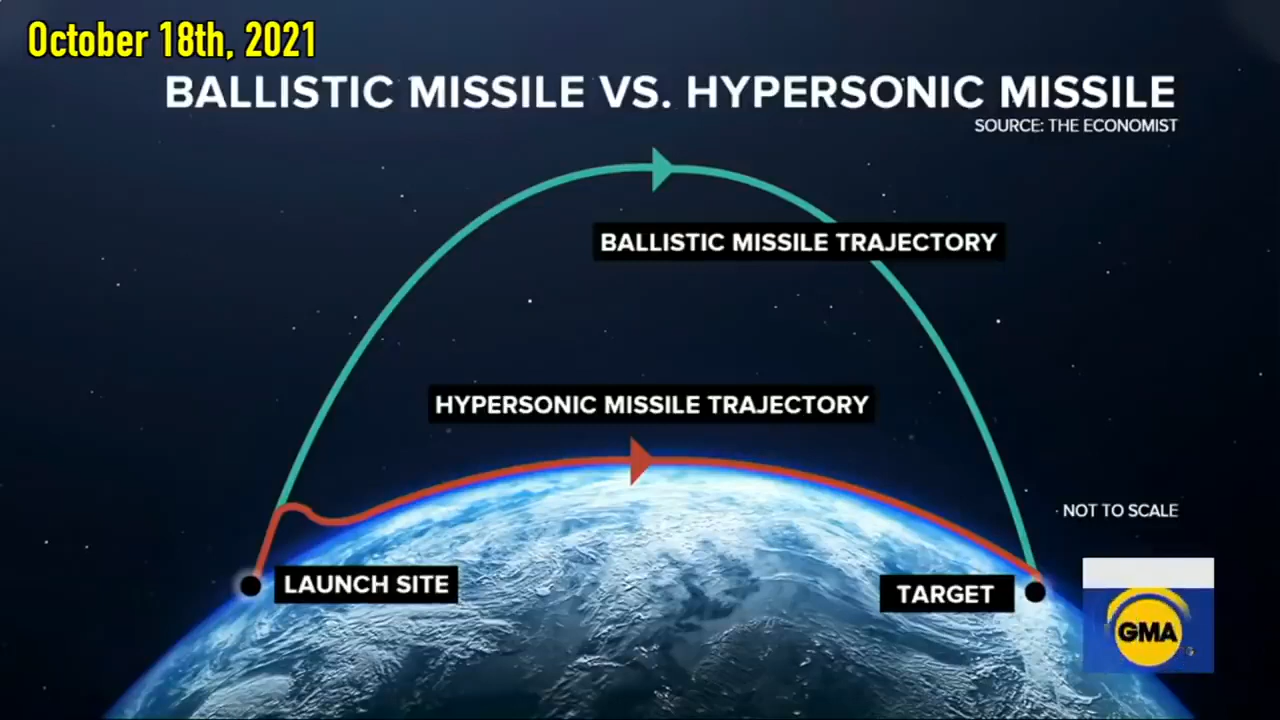 October 18th, 2021
BALLISTIC MISSILE VS. HYPERSONIC MISSILE
SOURCE: THE ECONOMIST
BALLISTIC MISSILE TRAJECTORY
HYPERSONIC MISSILE TRAJECTORY
NOT TO SCALE
LAUNCH SITE
TARGET
GMA